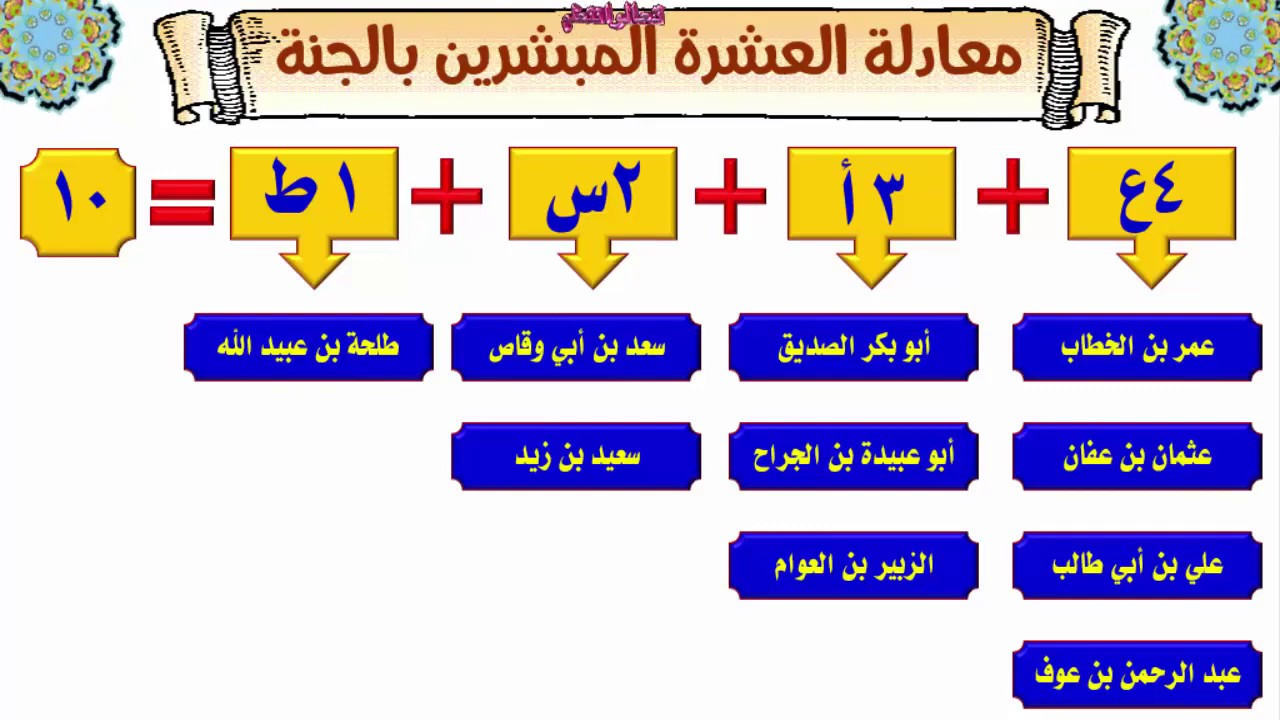 معادلة العشرة المبشرين بالجنة
٤ع + ٣أ + ٢س + ١ط = ١٠
عمر بن الخطاب أبو بكر الصديق سعد بن أبي وقاص طلحة بن عبيد الله
عثمان بن عفان أبو عبيدة بن الجراح سعيد بن زيد
علي بن أبي طالب الزبير بن العوام
عبد الرحمن بن عوف